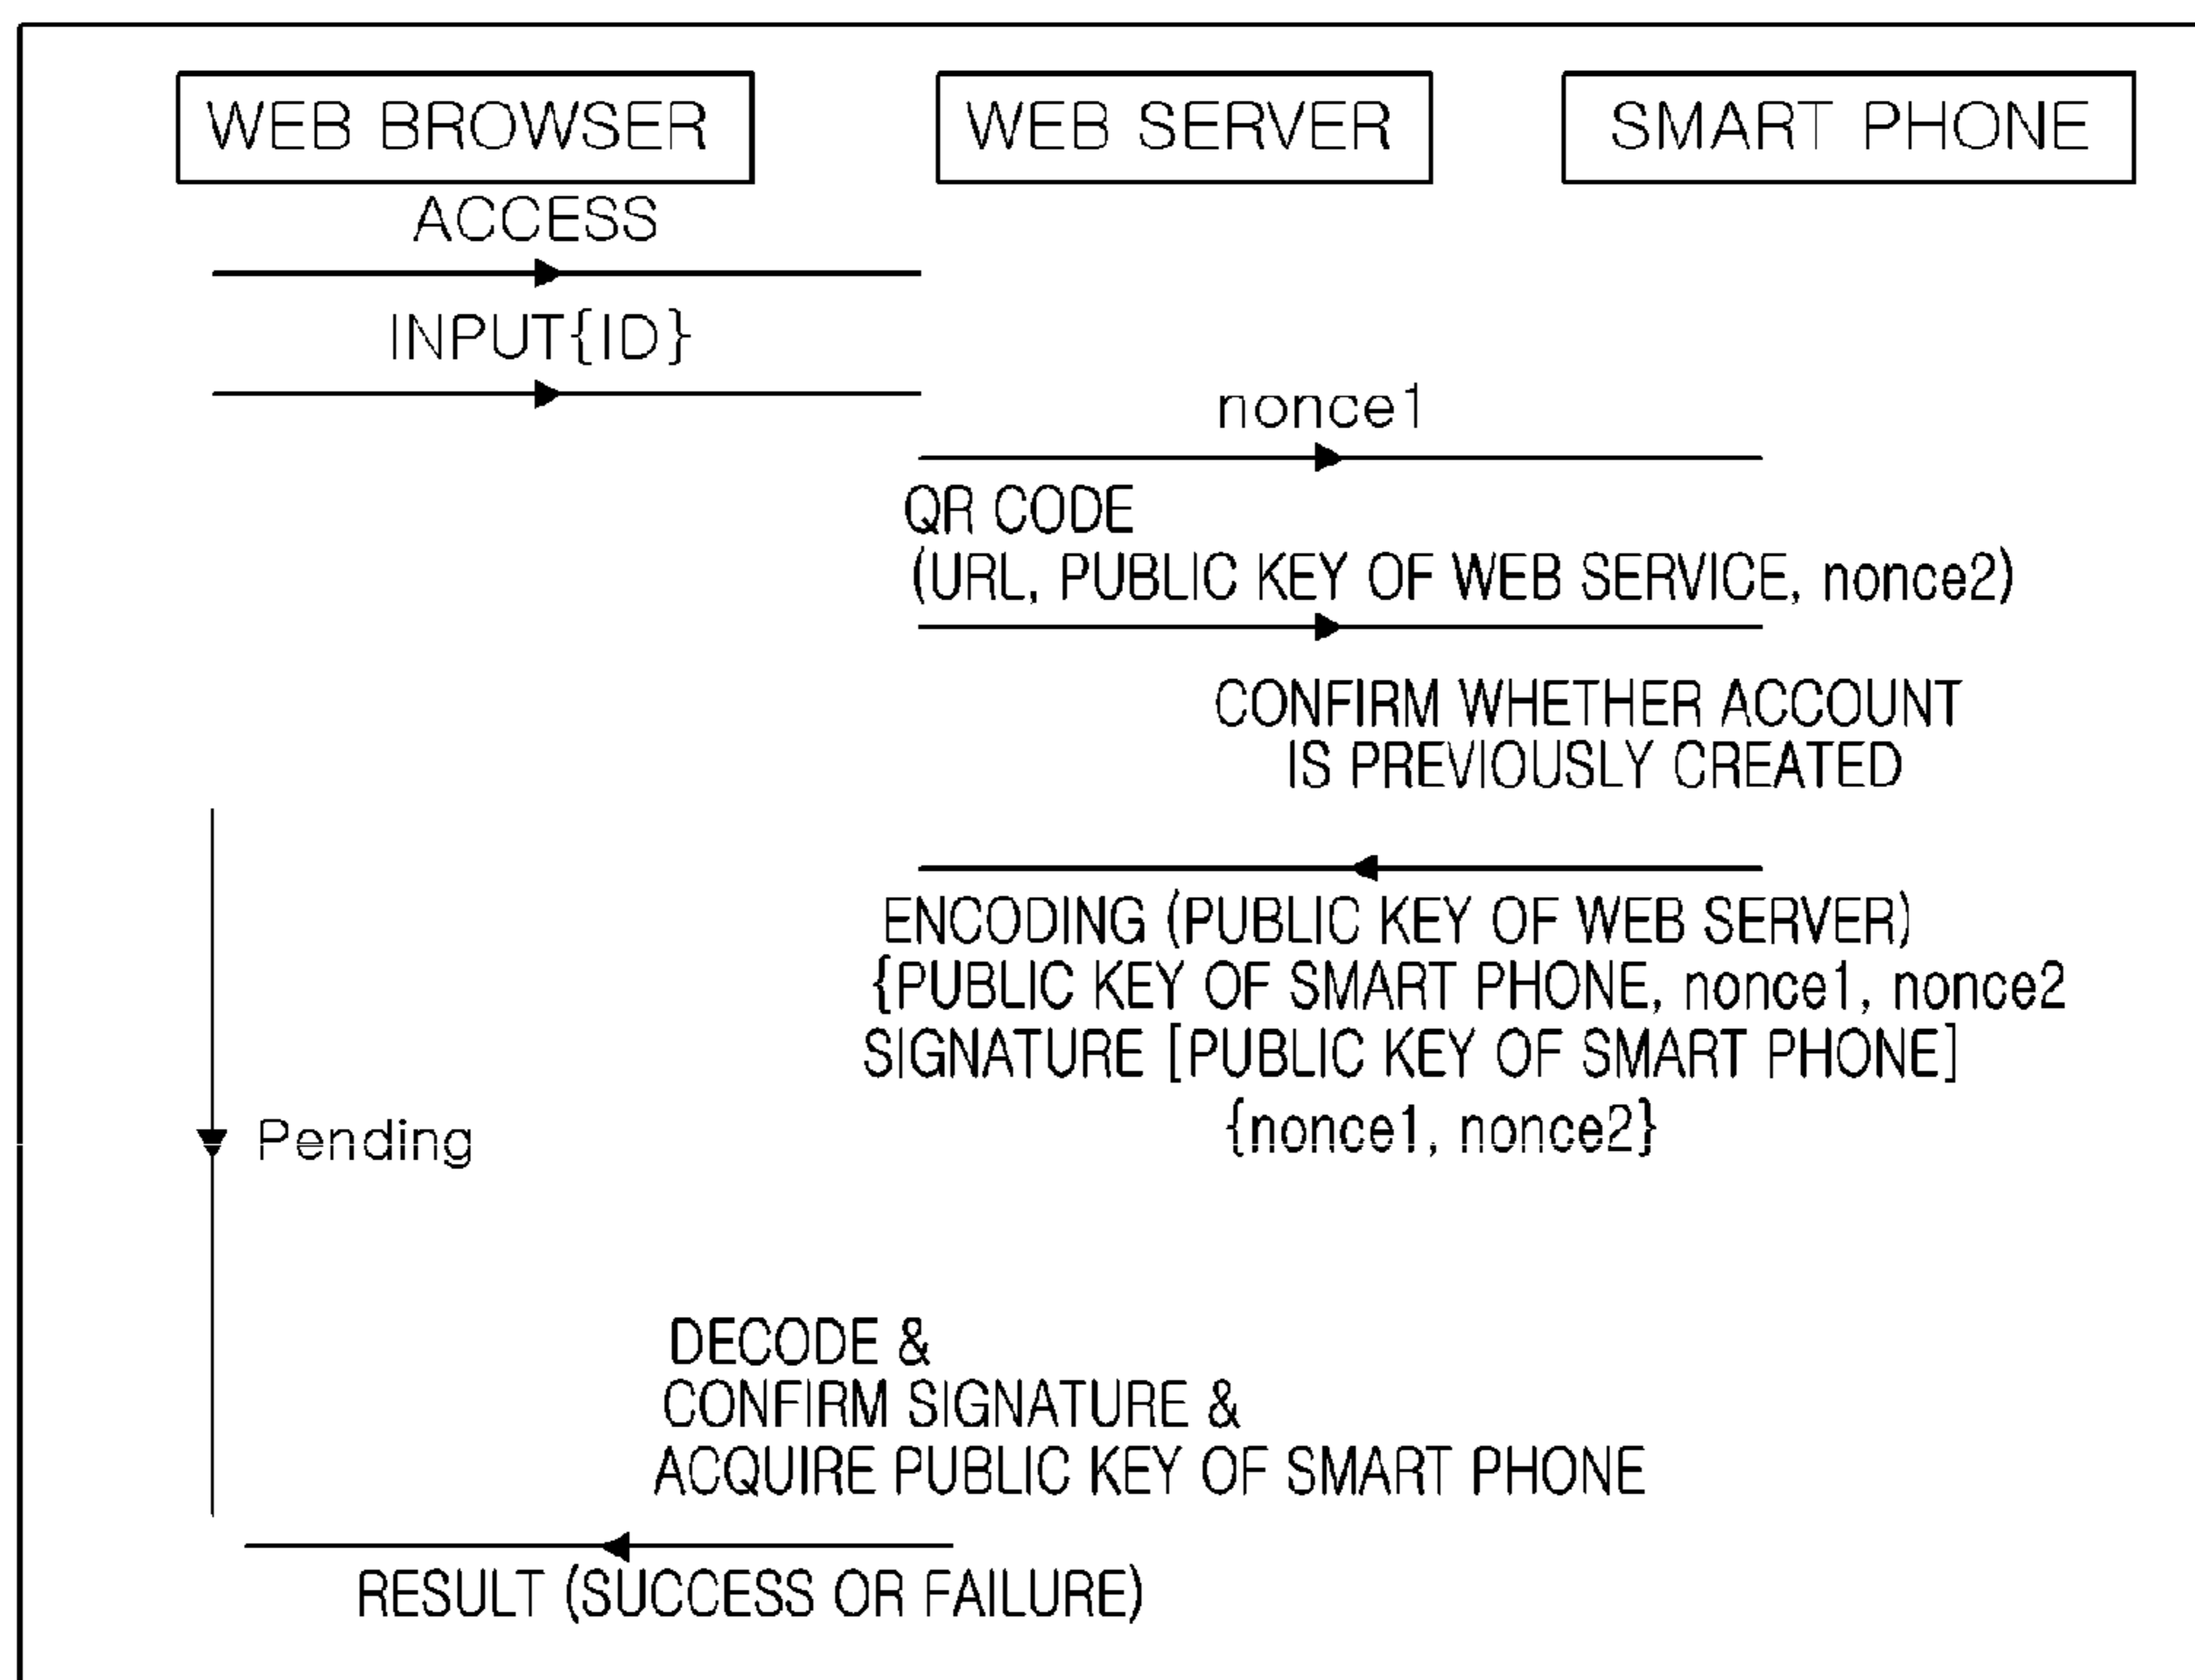 WEB BROWSER
WEB SERVER
SMART PHONE
ACCESS
INPUT{ID}
nonce1
QR CODE
(URL, PUBLIC KEY OF WEB SERVICE, nonce2)
CONFIRM WHETHER ACCOUNT
IS PREVIOUSLY CREATED
ENCODING (PUBLIC KEY OF WEB SERVER)
{PUBLIC KEY OF SMART PHONE, nonce1, nonce2
SIGNATURE [PUBLIC KEY OF SMART PHONE]
{nonce1, nonce2}
Pending
DECODE &
CONFIRM SIGNATURE &
ACQUIRE PUBLIC KEY OF SMART PHONE
RESULT (SUCCESS OR FAILURE)